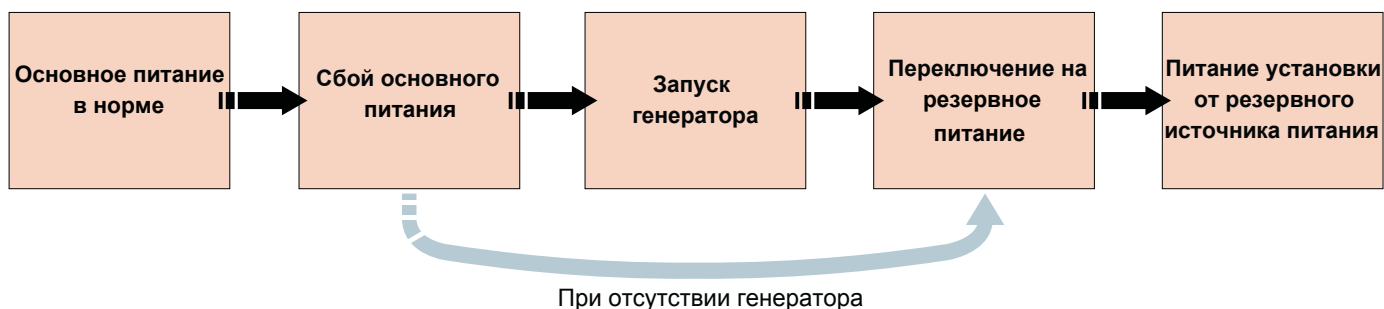 Основное питание
в норме
Сбой основного
питания
Запуск
генератора
Переключение на
резервное
питание
Питание установки
от резервного
источника питания
При отсутствии генератора